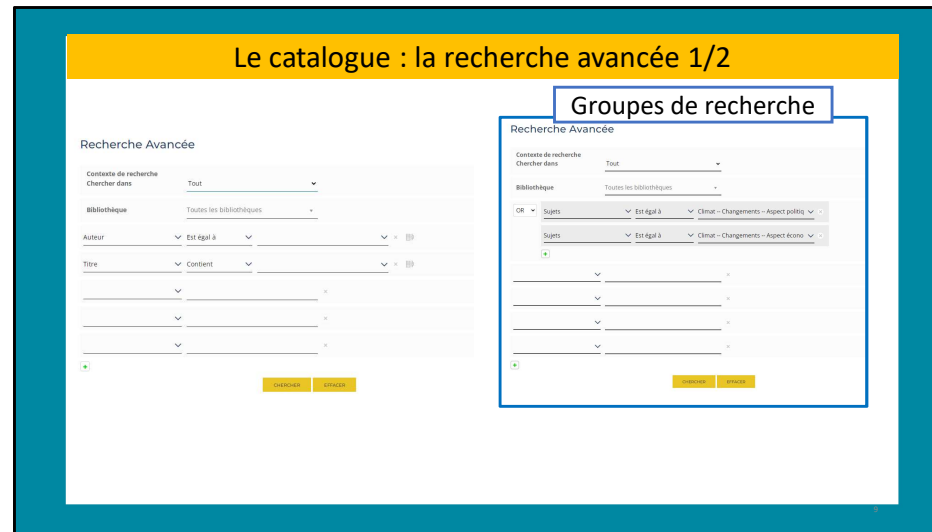 Le catalogue : la recherche avancée 1/2
Recherche Avancée
Contexte de recherche
Chercher dans Tout
Bibliothèque Toutes les bibliothèques
Auteur Est égal à
Titre Contient
CHERCHER EFFACER
Groupes de recherche
Recherche Avancée
Contexte de recherche
Chercher dans Tout
Bibliothèque Toutes les bibliothèques
OR Sujets Est égal à Climat -- Changements -- Aspect politiq
Sujets Est égal à Climat -- Changements -- Aspect écono
CHERCHER EFFACER